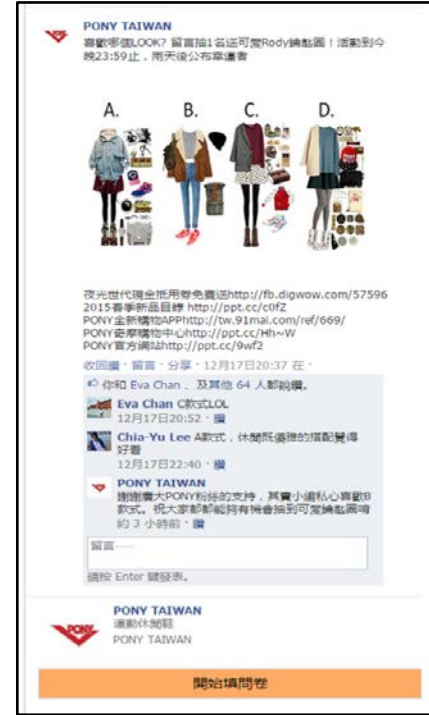 PONY TAIWAN
喜歡哪個LOOK? 留言抽1名送可愛Rody鑰匙圈！活動到今
晚23:59止，兩天後公布幸運者
A. B. C. D.
夜光世代現金抵用券免費送http://fb.digwow.com/57596
2015春季新品目錄 http://ppt.cc/c0fZ
PONY全新購物APPhttp://tw.91mai.com/ref/669/
PONY奇摩購物中心http://ppt.cc/Hh~W
PONY官方網站http://ppt.cc/9wf2
收回讚．留言．分享．12月17日20:37 在．
你和 Eva Chan 、及其他 64 人都說讚。
Eva Chan C款式LOL
12月17日20:52．讚
Chia-Yu Lee A款式，休閒既優雅的搭配覺得
好看
12月17日22:40．讚
PONY TAIWAN
謝謝廣大PONY粉絲的支持，其實小編私心喜歡B
款式。祝大家都都能夠有機會抽到可愛鑰匙圈唷
約 3 小時前．讚
留言----
請按 Enter 鍵發表。
PONY
PONY TAIWAN
運動休閒鞋
PONY TAIWAN
開始填問卷